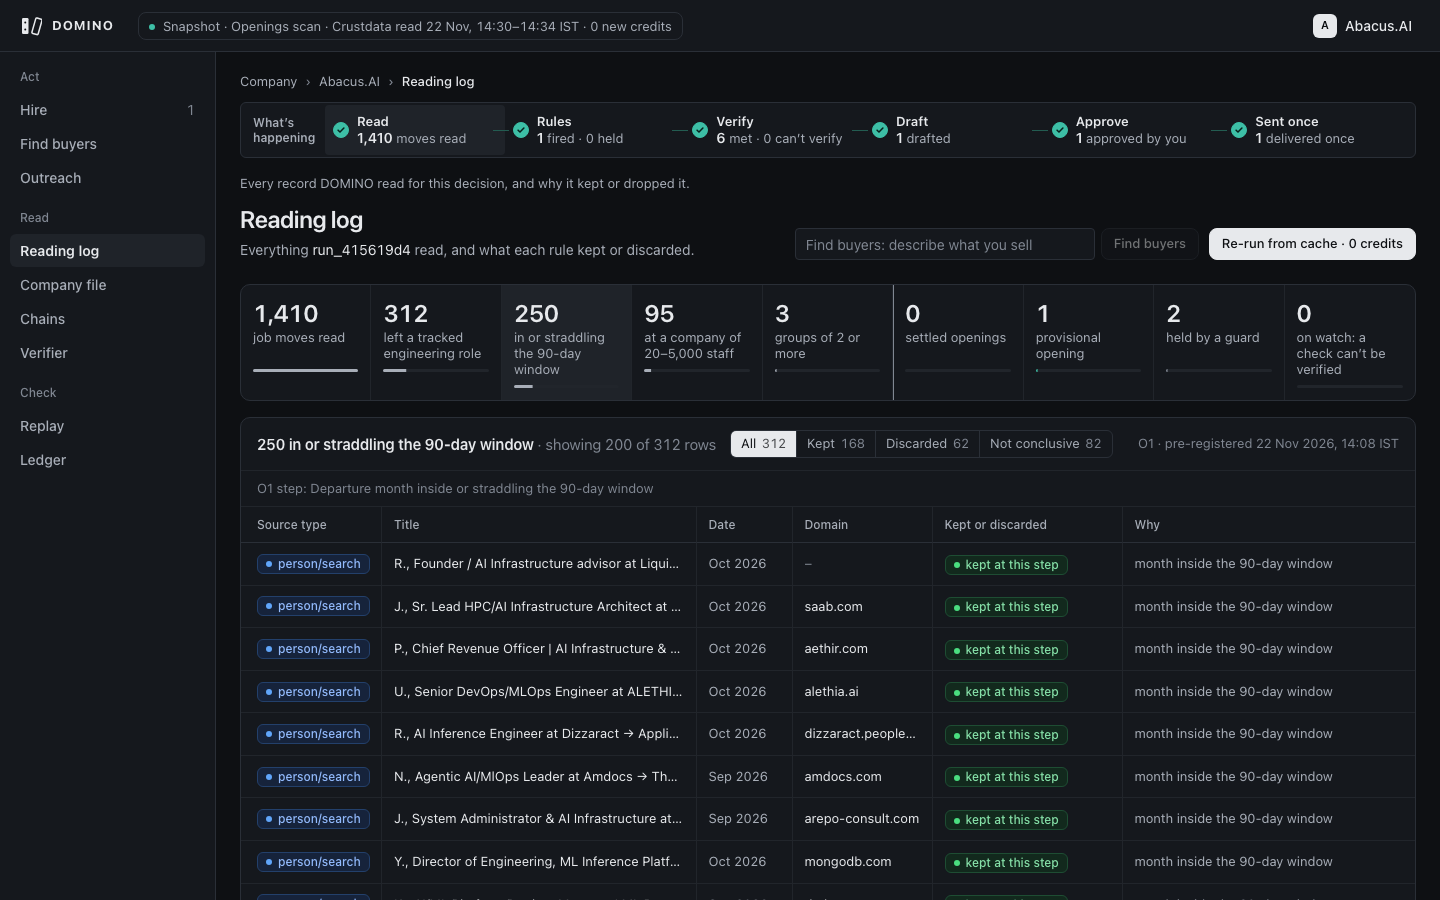 DOMINO
Snapshot · Openings scan · Crustdata read 22 Nov, 14:30–14:34 IST · 0 new credits
A Abacus.AI
Act
Hire 1
Find buyers
Outreach
Read
Reading log
Company file
Chains
Verifier
Check
Replay
Ledger
Company › Abacus.AI › Reading log
What's happening
Read
1,410 moves read
Rules
1 fired · 0 held
Verify
6 met · 0 can't verify
Draft
1 drafted
Approve
1 approved by you
Sent once
1 delivered once
Every record DOMINO read for this decision, and why it kept or dropped it.
Reading log
Everything run_415619d4 read, and what each rule kept or discarded.
Find buyers: describe what you sell
Find buyers
Re-run from cache · 0 credits
1,410
job moves read
312
left a tracked
engineering role
250
in or straddling
the 90-day
window
95
at a company of
20–5,000 staff
3
groups of 2 or
more
0
settled openings
1
provisional
opening
2
held by a guard
0
on watch: a
check can't be
verified
250 in or straddling the 90-day window · showing 200 of 312 rows
All 312 Kept 168 Discarded 62 Not conclusive 82
O1 · pre-registered 22 Nov 2026, 14:08 IST
O1 step: Departure month inside or straddling the 90-day window
Source type Title Date Domain Kept or discarded Why
person/search R., Founder / AI Infrastructure advisor at Liqui... Oct 2026 – kept at this step month inside the 90-day window
person/search J., Sr. Lead HPC/AI Infrastructure Architect at ... Oct 2026 saab.com kept at this step month inside the 90-day window
person/search P., Chief Revenue Officer | AI Infrastructure & ... Oct 2026 aethir.com kept at this step month inside the 90-day window
person/search U., Senior DevOps/MLOps Engineer at ALETHI... Oct 2026 alethia.ai kept at this step month inside the 90-day window
person/search R., AI Inference Engineer at Dizzaract → Appli... Oct 2026 dizzaract.people... kept at this step month inside the 90-day window
person/search N., Agentic AI/MlOps Leader at Amdocs → Th... Sep 2026 amdocs.com kept at this step month inside the 90-day window
person/search J., System Administrator & AI Infrastructure at... Sep 2026 arepo-consult.com kept at this step month inside the 90-day window
person/search Y., Director of Engineering, ML Inference Platf... Oct 2026 mongodb.com kept at this step month inside the 90-day window